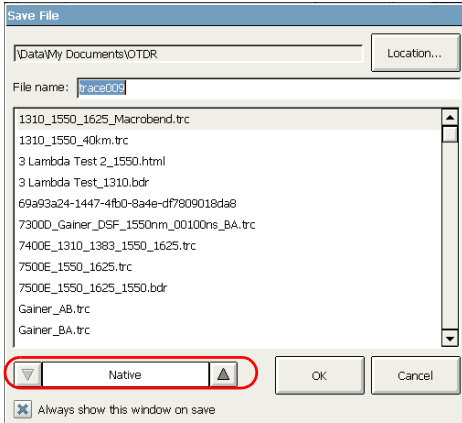 Save File
\Data\My Documents\OTDR
Location...
File name: trace009
1310_1550_1625_Macrobend.trc
1310_1550_40km.trc
3 Lambda Test 2_1550.html
3 Lambda Test_1310.bdr
69a93a24-1447-4fb0-8a4e-df7809018da8
7300D_Gainer_DSF_1550nm_00100ns_BA.trc
7400E_1310_1383_1550_1625.trc
7500E_1550_1625.trc
7500E_1550_1625_1550.bdr
Gainer_AB.trc
Gainer_BA.trc
Native
OK
Cancel
Always show this window on save